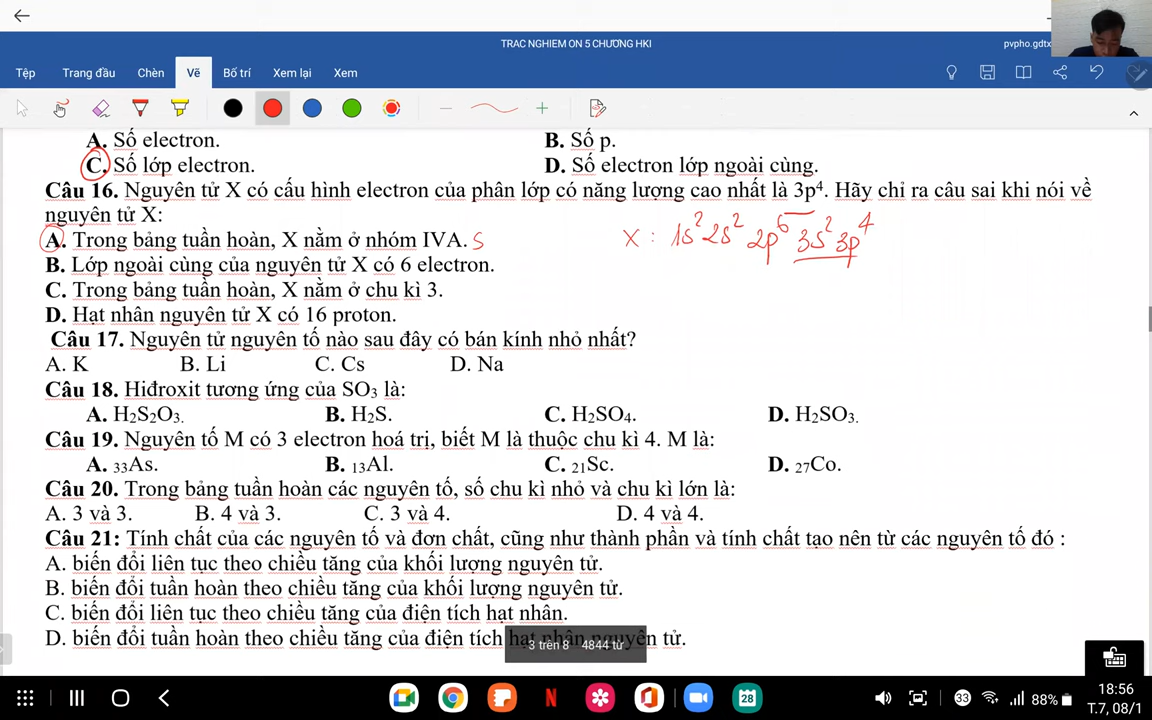 TRAC NGHIEM ON 5 CHUONG HKI
pvpho.gdtx
Tệp Trang đầu Chèn Vẽ Bố trí Xem lại Xem
A. Số electron. B. Số p.
C. Số lớp electron. D. Số electron lớp ngoài cùng.
Câu 16. Nguyên tử X có cấu hình electron của phân lớp có năng lượng cao nhất là 3p⁴. Hãy chỉ ra câu sai khi nói về
nguyên tử X:
X : 1s² 2s² 2p⁶ 3s² 3p⁴
A. Trong bảng tuần hoàn, X nằm ở nhóm IVA. S
B. Lớp ngoài cùng của nguyên tử X có 6 electron.
C. Trong bảng tuần hoàn, X nằm ở chu kì 3.
D. Hạt nhân nguyên tử X có 16 proton.
Câu 17. Nguyên tử nguyên tố nào sau đây có bán kính nhỏ nhất?
A. K B. Li C. Cs D. Na
Câu 18. Hiđroxit tương ứng của SO₃ là:
A. H₂S₂O₃. B. H₂S. C. H₂SO₄. D. H₂SO₃.
Câu 19. Nguyên tố M có 3 electron hoá trị, biết M là thuộc chu kì 4. M là:
A. ₃₃As. B. ₁₃Al. C. ₂₁Sc. D. ₂₇Co.
Câu 20. Trong bảng tuần hoàn các nguyên tố, số chu kì nhỏ và chu kì lớn là:
A. 3 và 3. B. 4 và 3. C. 3 và 4. D. 4 và 4.
Câu 21: Tính chất của các nguyên tố và đơn chất, cũng như thành phần và tính chất tạo nên từ các nguyên tố đó :
A. biến đổi liên tục theo chiều tăng của khối lượng nguyên tử.
B. biến đổi tuần hoàn theo chiều tăng của khối lượng nguyên tử.
C. biến đổi liên tục theo chiều tăng của điện tích hạt nhân.
D. biến đổi tuần hoàn theo chiều tăng của điện tích hạt nhân nguyên tử.
3 trên 8 4844 từ
28
33
88%
18:56
T.7, 08/1